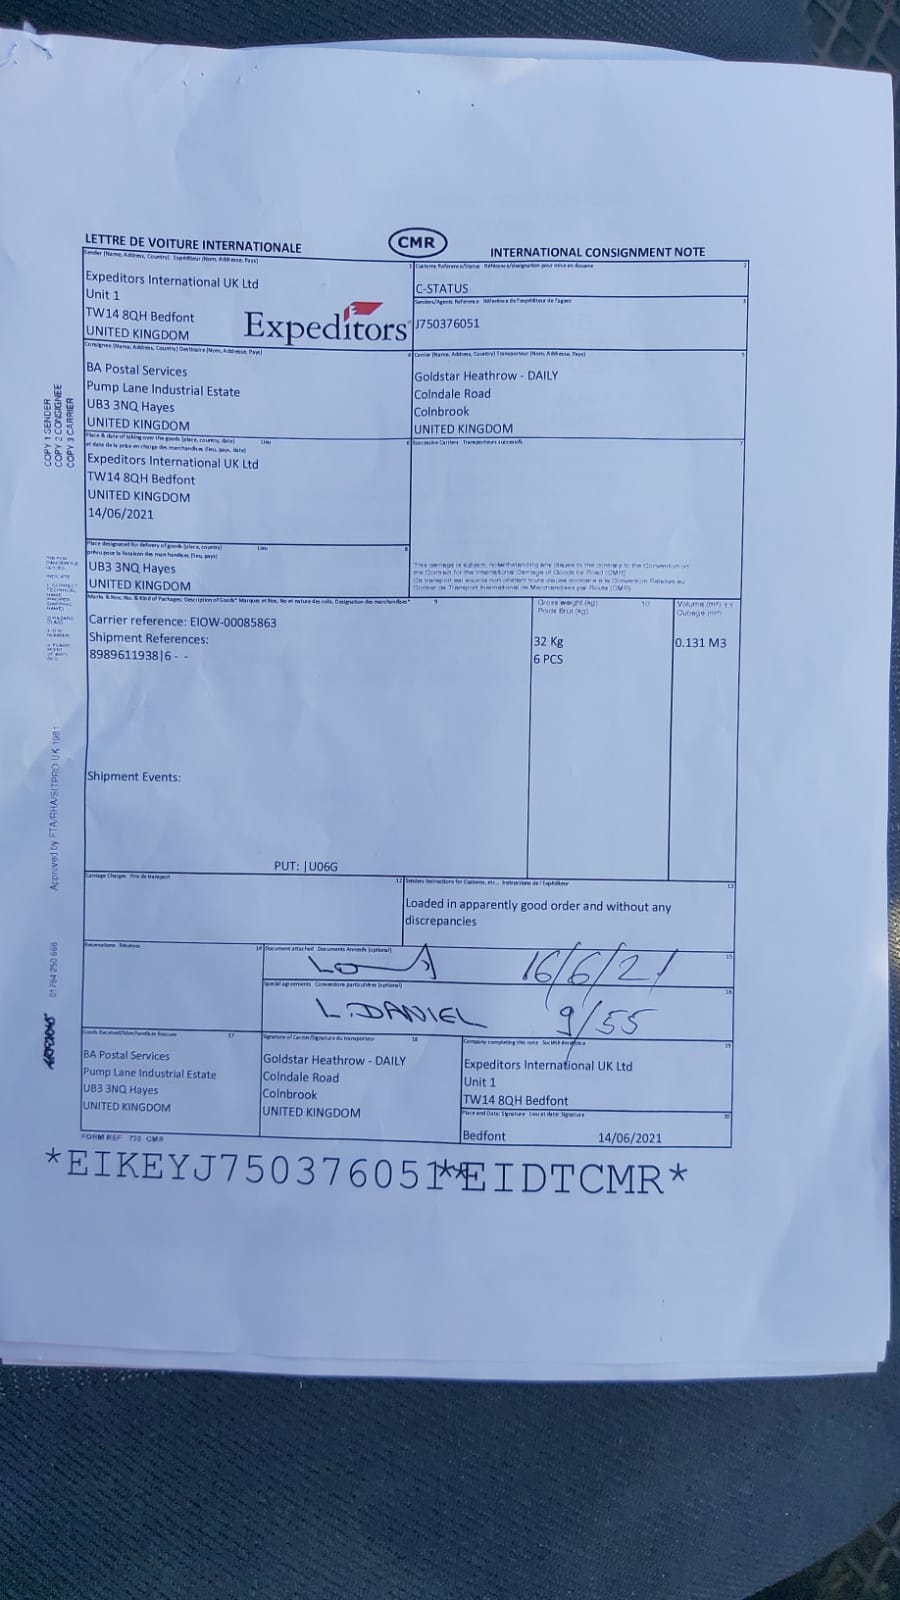 LETTRE DE VOITURE INTERNATIONALE
CMR
INTERNATIONAL CONSIGNMENT NOTE
Sender (Name, Address, Country) Expéditeur (Nom, Addresse, Pays)
Expeditors International UK Ltd
Unit 1
TW14 8QH Bedfont
UNITED KINGDOM
Expeditors
1 Customs Reference/Status Référence/désignation pour mise en douane 2
C-STATUS
Senders/Agents Reference Référence de l'expéditeur de l'agent 3
J750376051
Consignee (Name, Address, Country) Destinaire (Nom, Addresse, Pays) 4
BA Postal Services
Pump Lane Industrial Estate
UB3 3NQ Hayes
UNITED KINGDOM
Carrier (Name, Address, Country) Transporteur (Nom, Addresse, Pays) 5
Goldstar Heathrow - DAILY
Colndale Road
Colnbrook
UNITED KINGDOM
COPY 1 SENDER
COPY 2 CONSIGNEE
COPY 3 CARRIER
Place & date of taking over the goods (place, country, date) Lieu 6
et date de la prise en charge des marchandises (lieu, pays, date)
Expeditors International UK Ltd
TW14 8QH Bedfont
UNITED KINGDOM
14/06/2021
Successive Carriers Transporteurs successifs 7
Place designated for delivery of goods (place, country) Lieu 8
prévu pour la livraison des marchandises (lieu, pays)
UB3 3NQ Hayes
UNITED KINGDOM
This carriage is subject, notwithstanding any clause to the contrary to the Convention on
the Contract for the International Carriage of Goods by Road (CMR)
Ce transport est soumis non obstant toute clause contraire a la Convention Relative au
Contrat de Transport International de Marchandises par Route (CMR)
Marks & Nos, No. & Kind of Packages; Description of Goods* Marques et Nos, No et nature des colis, Designation des marchandises* 9
Gross weight (kg) 10
Poids Brut (kg)
Volume (m³) 11
Cubage (m³)
Carrier reference: EIOW-00085863
Shipment References:
8989611938|6 - -
32 Kg
6 PCS
0.131 M3
Shipment Events:
PUT: |U06G
Approved by FTA/RHA/SITPRO UK 1981
01784 250 666
Carriage Charges Prix de transport 12
Senders Instructions for Customs, etc... Instructions de l'Expéditeur 13
Loaded in apparently good order and without any
discrepancies
Reservations Réserves 14
Document attached Documents Annexés (optional) 15
16/6/21
Special agreements Conventions particulières (optional) 16
L.DANIEL 9/55
Goods Received/Marchandises Recues 17
BA Postal Services
Pump Lane Industrial Estate
UB3 3NQ Hayes
UNITED KINGDOM
Signature of Carrier/Signature du transporteur 18
Goldstar Heathrow - DAILY
Colndale Road
Colnbrook
UNITED KINGDOM
Company completing this note 19
Expeditors International UK Ltd
Unit 1
TW14 8QH Bedfont
Place and Date; Signature Lieu et date; Signature 20
Bedfont 14/06/2021
FORM REF 735 CMR
*EIKEYJ750376051**EIDTCMR*